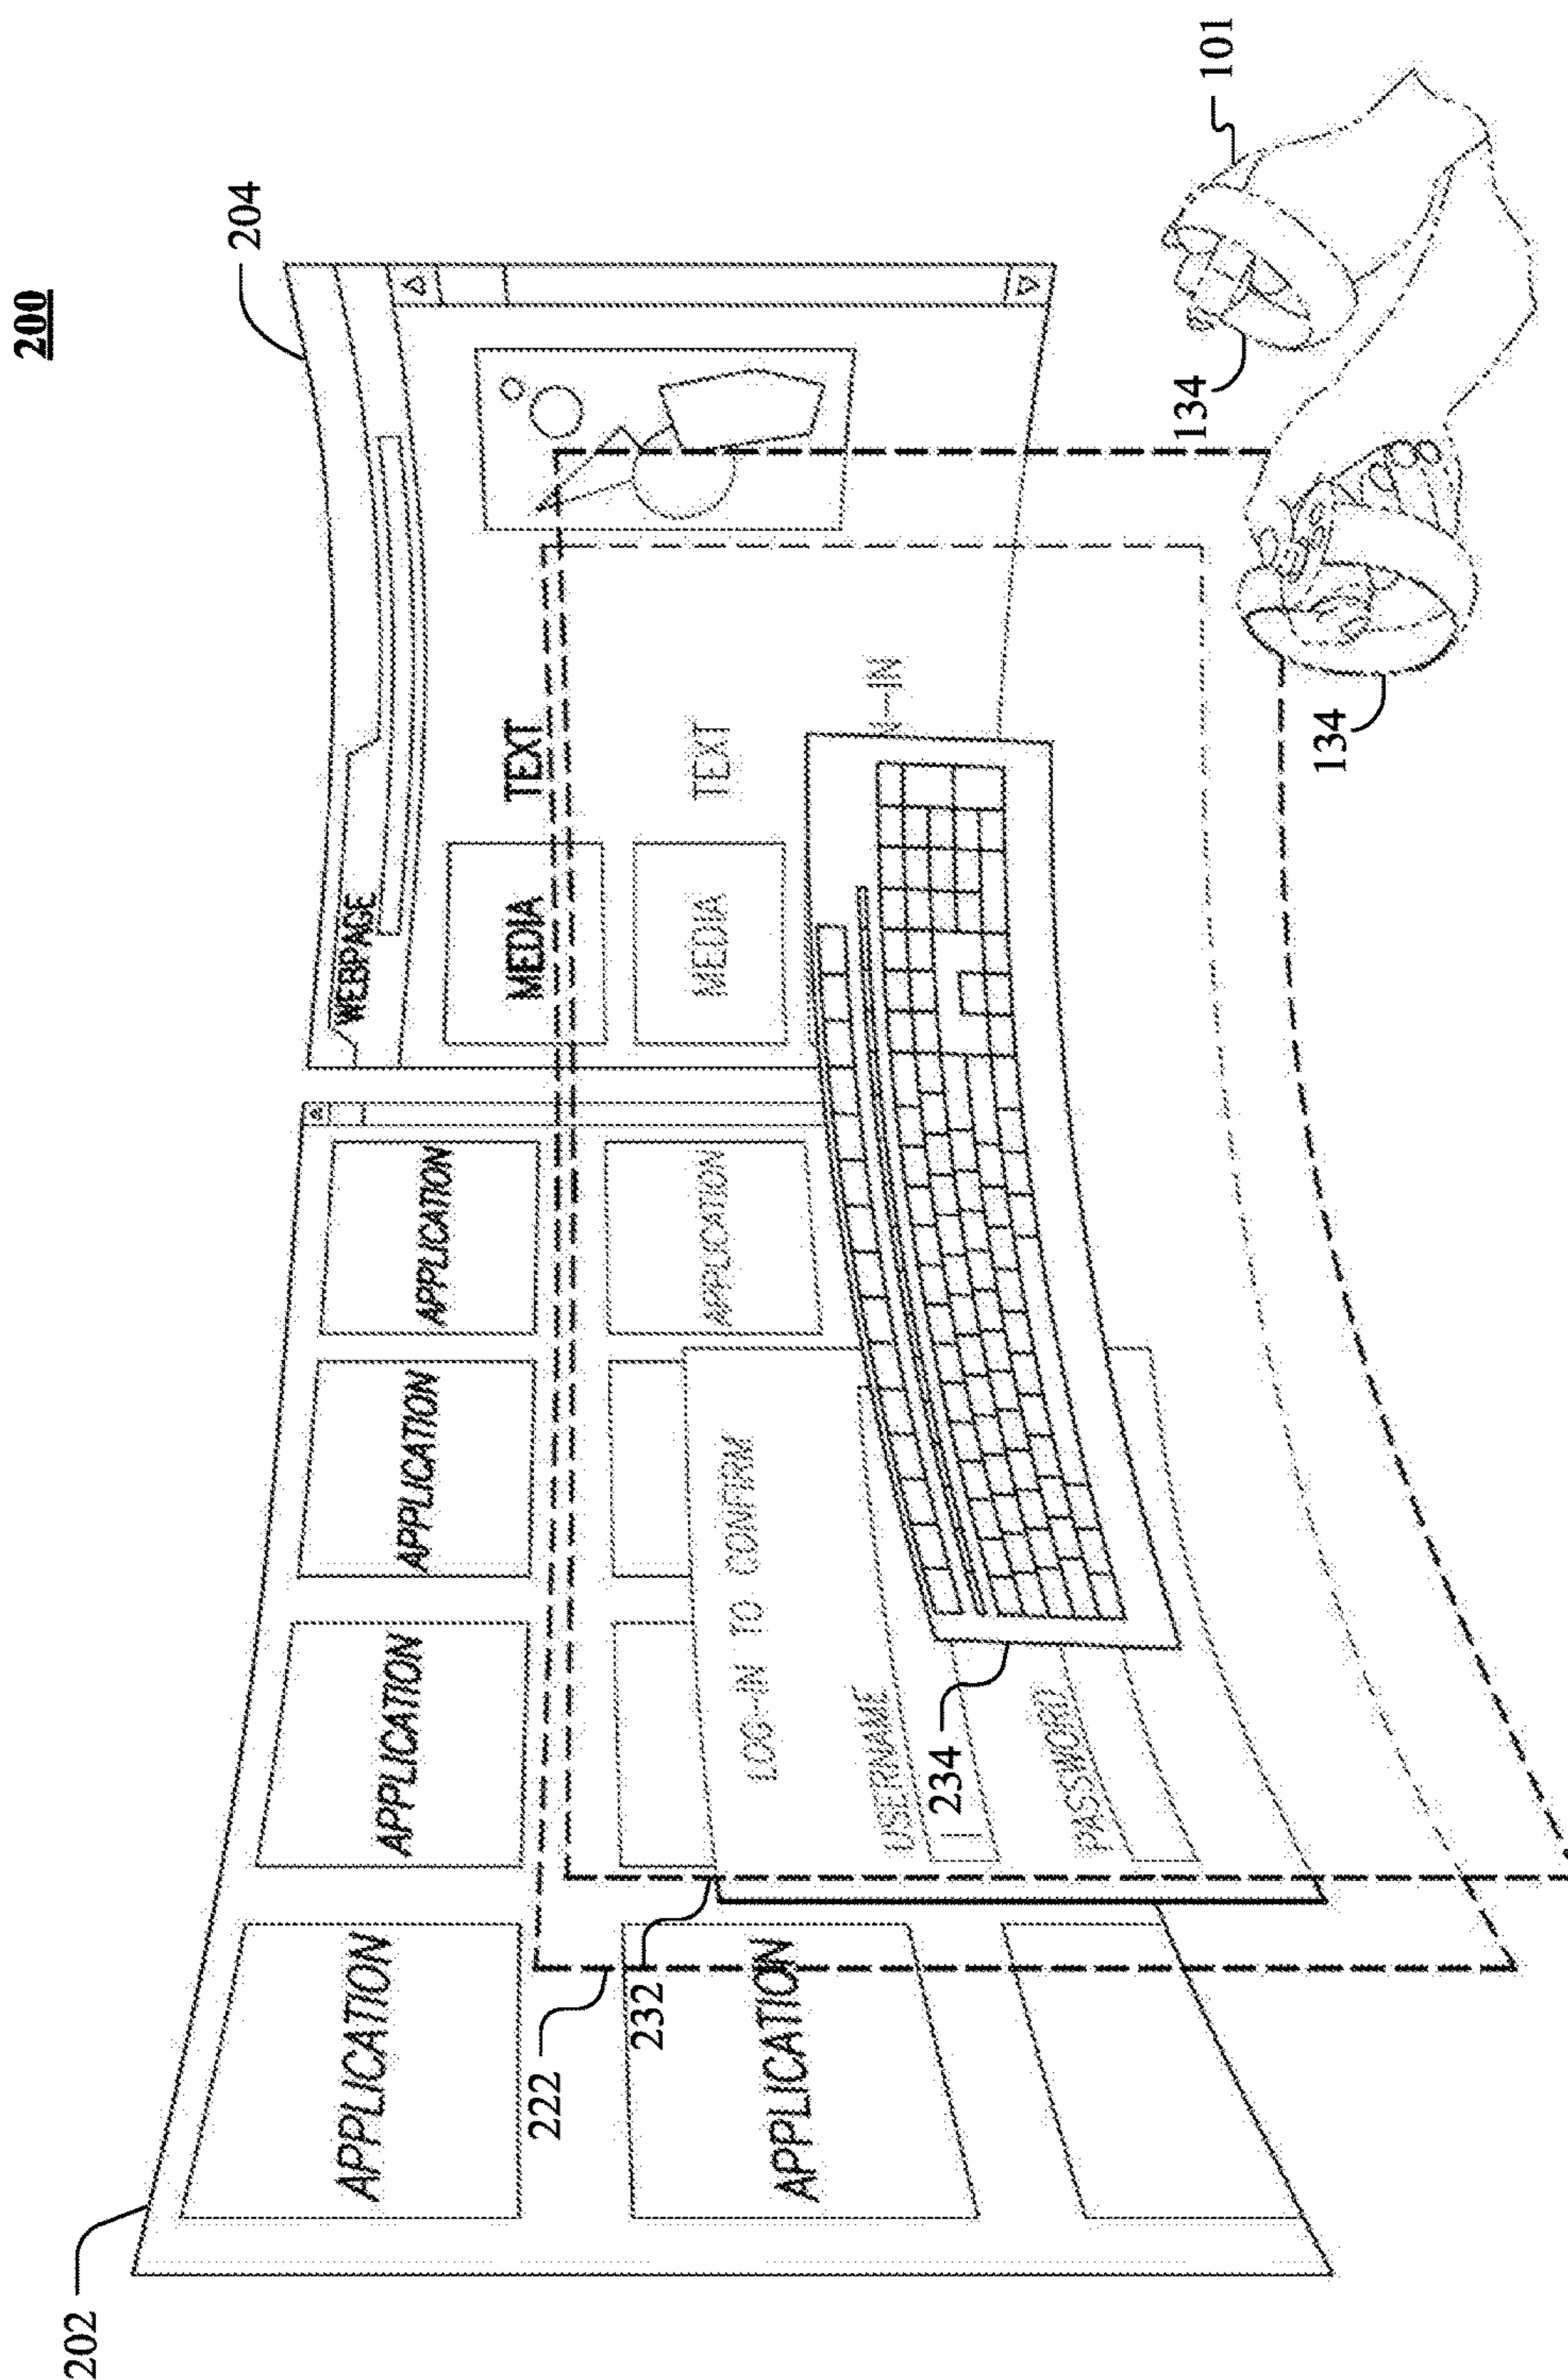 200
202
204
WEBPAGE
APPLICATION APPLICATION APPLICATION APPLICATION
MEDIA TEXT
222
232
APPLICATION APPLICATION
MEDIA TEXT
LOG-IN TO CONFIRM
USERNAME
234
PASSWORD
134
101
134